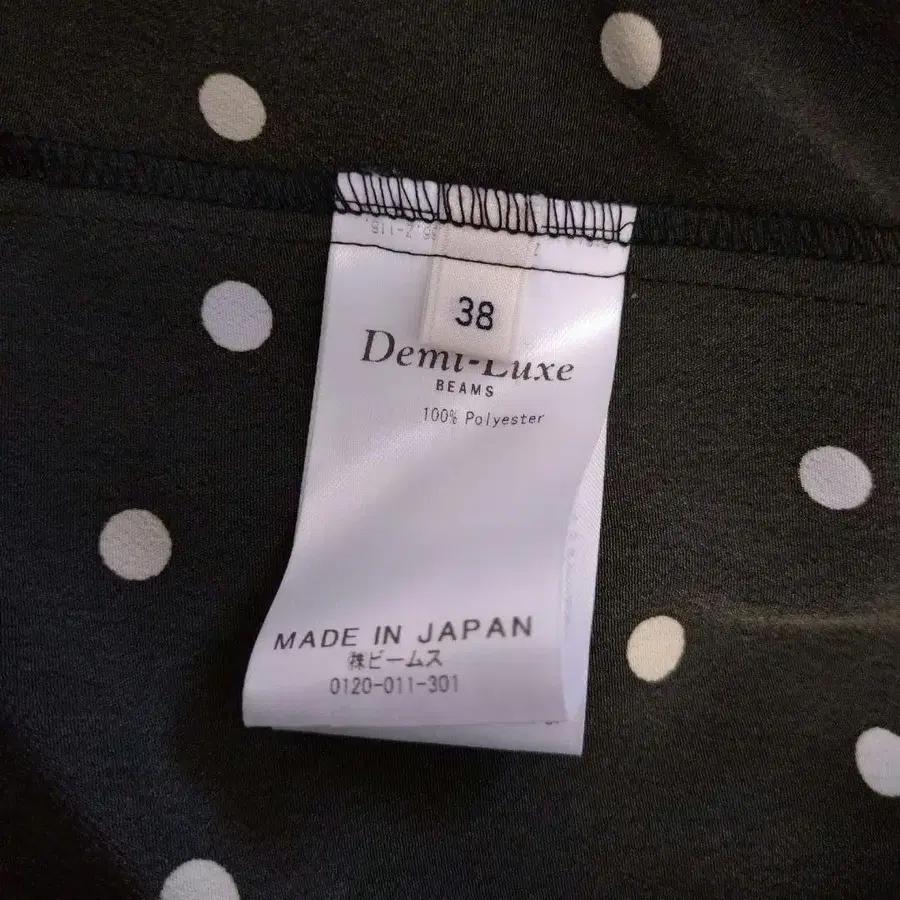 38
Demi-Luxe
BEAMS
100% Polyester
MADE IN JAPAN
㈱ビームス
0120-011-301